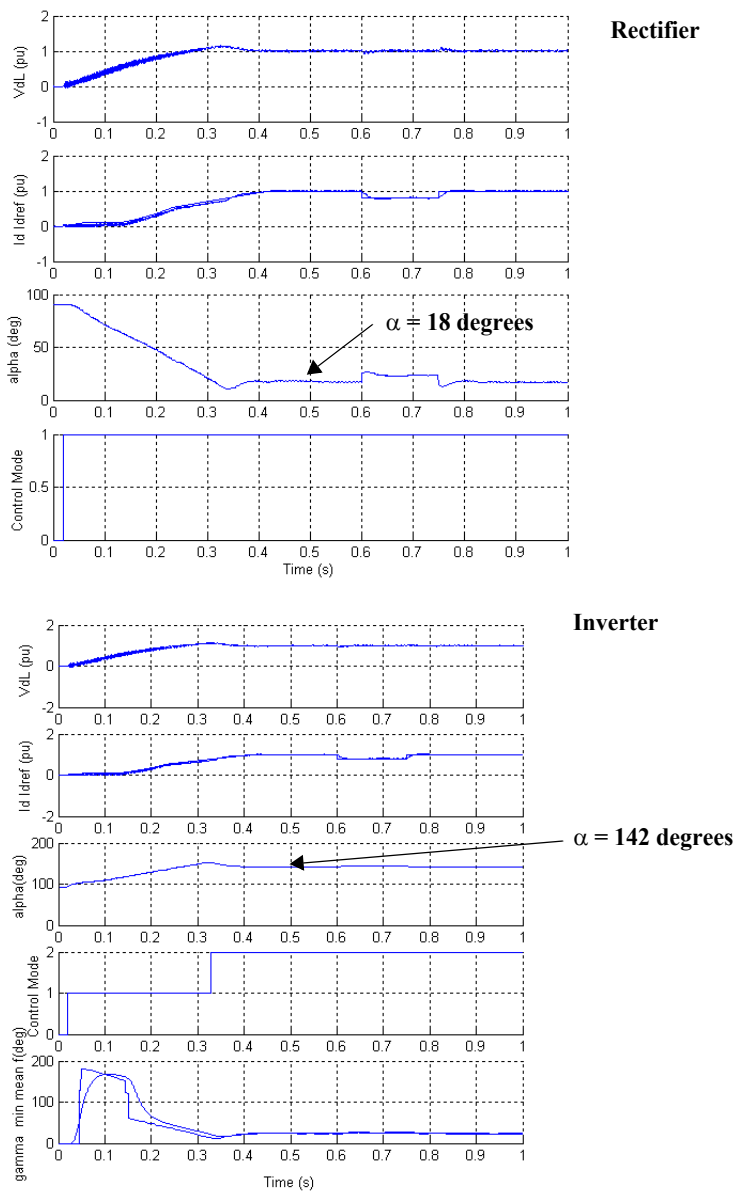 Rectifier
2
1
0
-1
VdL (pu)
0 0.1 0.2 0.3 0.4 0.5 0.6 0.7 0.8 0.9 1
2
1
0
-1
Id Idref (pu)
0 0.1 0.2 0.3 0.4 0.5 0.6 0.7 0.8 0.9 1
100
50
0
alpha (deg)
α = 18 degrees
0 0.1 0.2 0.3 0.4 0.5 0.6 0.7 0.8 0.9 1
1
0.5
0
Control Mode
0 0.1 0.2 0.3 0.4 0.5 0.6 0.7 0.8 0.9 1
Time (s)
Inverter
2
0
-2
VdL (pu)
0 0.1 0.2 0.3 0.4 0.5 0.6 0.7 0.8 0.9 1
2
0
-2
Id Idref (pu)
0 0.1 0.2 0.3 0.4 0.5 0.6 0.7 0.8 0.9 1
200
100
0
alpha(deg)
α = 142 degrees
0 0.1 0.2 0.3 0.4 0.5 0.6 0.7 0.8 0.9 1
2
1
0
Control Mode
0 0.1 0.2 0.3 0.4 0.5 0.6 0.7 0.8 0.9 1
200
100
0
gamma min mean f(deg)
0 0.1 0.2 0.3 0.4 0.5 0.6 0.7 0.8 0.9 1
Time (s)